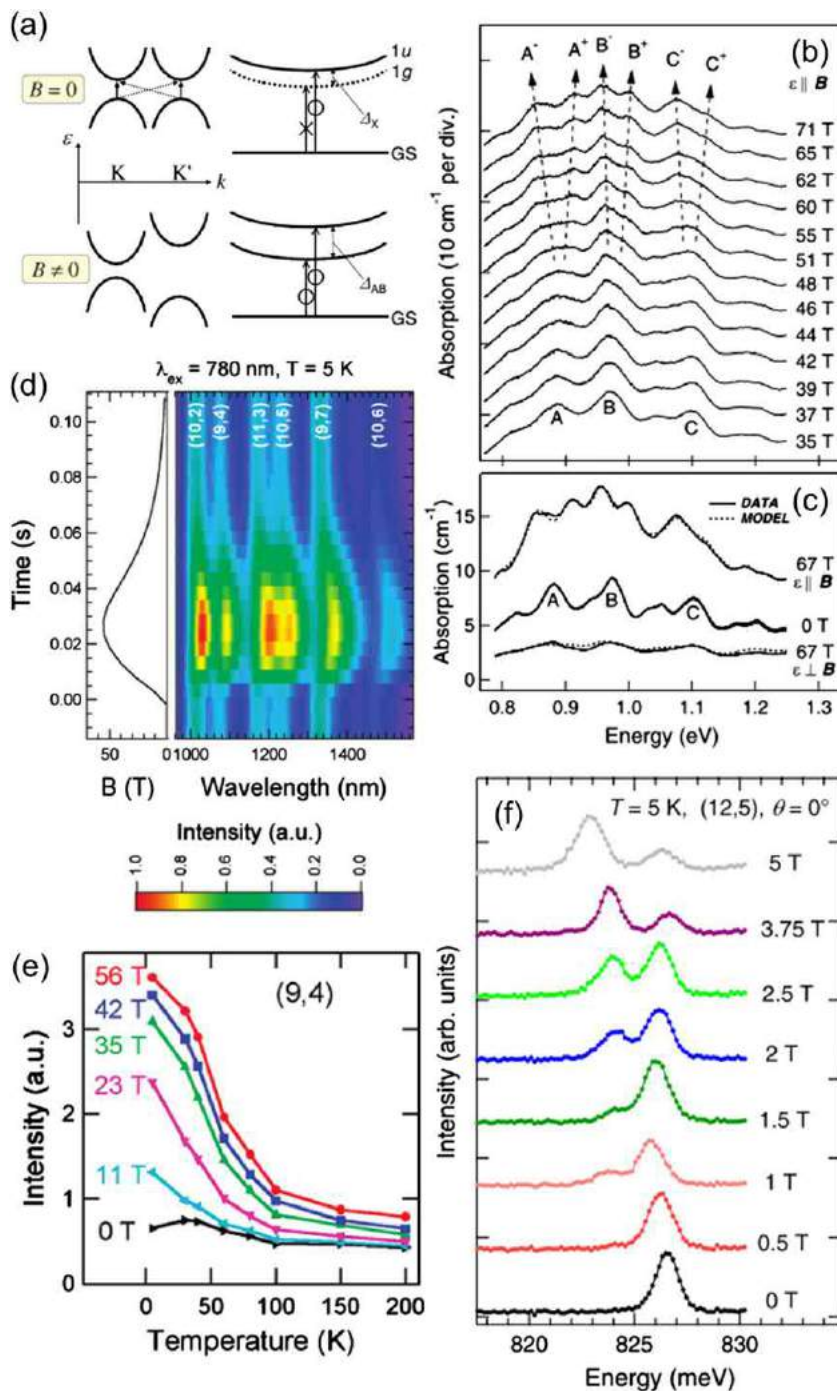 (a)
B = 0
1u
1g
Δx
GS
ε
K
K'
k
B ≠ 0
ΔAB
GS
(b)
A-
A+
B-
B+
C-
C+
ε || B
71 T
65 T
62 T
60 T
55 T
51 T
48 T
46 T
44 T
42 T
39 T
37 T
35 T
A
B
C
Absorption (10 cm-1 per div.)
(c)
DATA
MODEL
67 T
ε || B
0 T
67 T
ε ⊥ B
A
B
C
15
10
5
0
Absorption (cm-1)
0.8
0.9
1.0
1.1
1.2
1.3
Energy (eV)
(d)
λex = 780 nm, T = 5 K
(10,2)
(9,4)
(11,3)
(10,5)
(9,7)
(10,6)
0.10
0.08
0.06
0.04
0.02
0.00
Time (s)
50
0
1000
1200
1400
B (T)
Wavelength (nm)
Intensity (a.u.)
1.0
0.8
0.6
0.4
0.2
0.0
(e)
56 T
42 T
35 T
23 T
11 T
0 T
(9,4)
3
2
1
0
Intensity (a.u.)
0
50
100
150
200
Temperature (K)
(f)
T = 5 K, (12,5), θ = 0°
5 T
3.75 T
2.5 T
2 T
1.5 T
1 T
0.5 T
0 T
Intensity (arb. units)
820
825
830
Energy (meV)